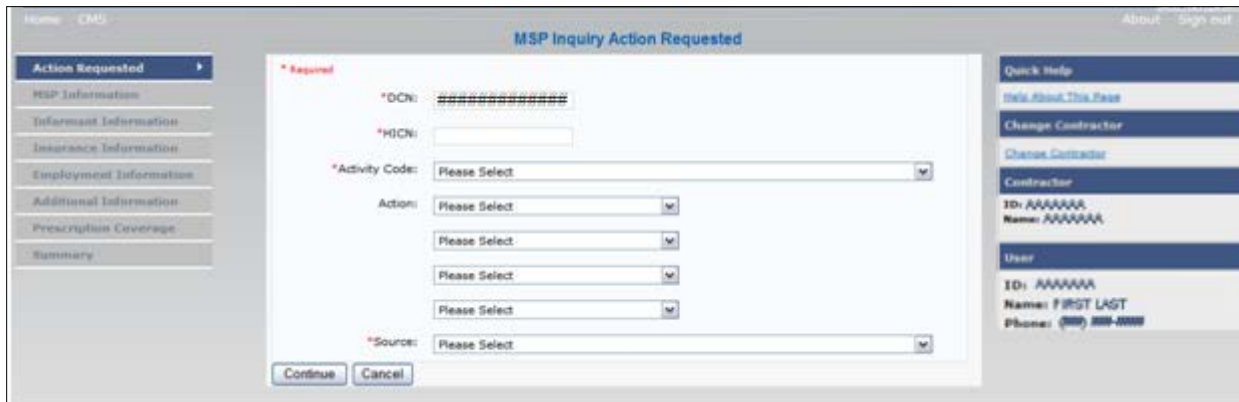 Home CMS
About Sign out
MSP Inquiry Action Requested
Action Requested
MSP Information
Informant Information
Insurance Information
Employment Information
Additional Information
Prescription Coverage
Summary
* Required
*DCN: #############
*HICN:
*Activity Code: Please Select
Action: Please Select
Please Select
Please Select
Please Select
*Source: Please Select
Continue Cancel
Quick Help
Help About This Page
Change Contractor
Change Contractor
Contractor
ID: AAAAAAA
Name: AAAAAAA
User
ID: AAAAAAA
Name: FIRST LAST
Phone: (###) ###-####